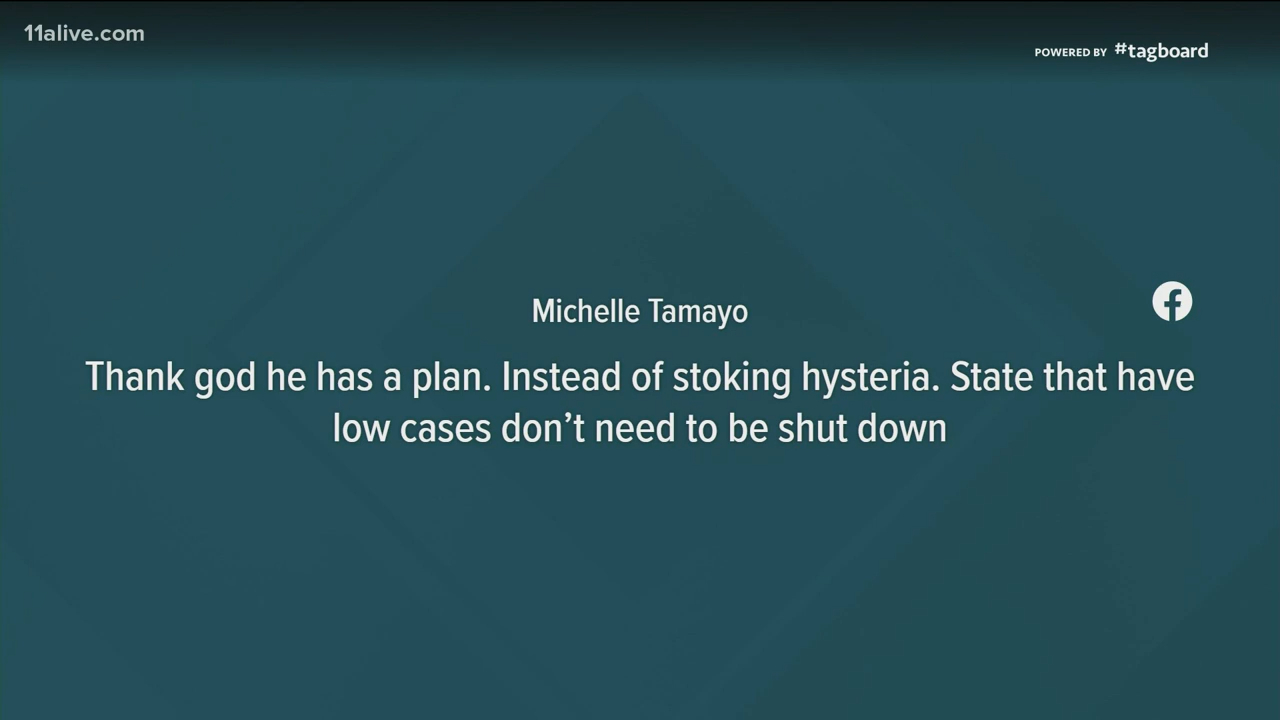 11alive.com
POWERED BY #tagboard
Michelle Tamayo
Thank god he has a plan. Instead of stoking hysteria. State that have
low cases don’t need to be shut down